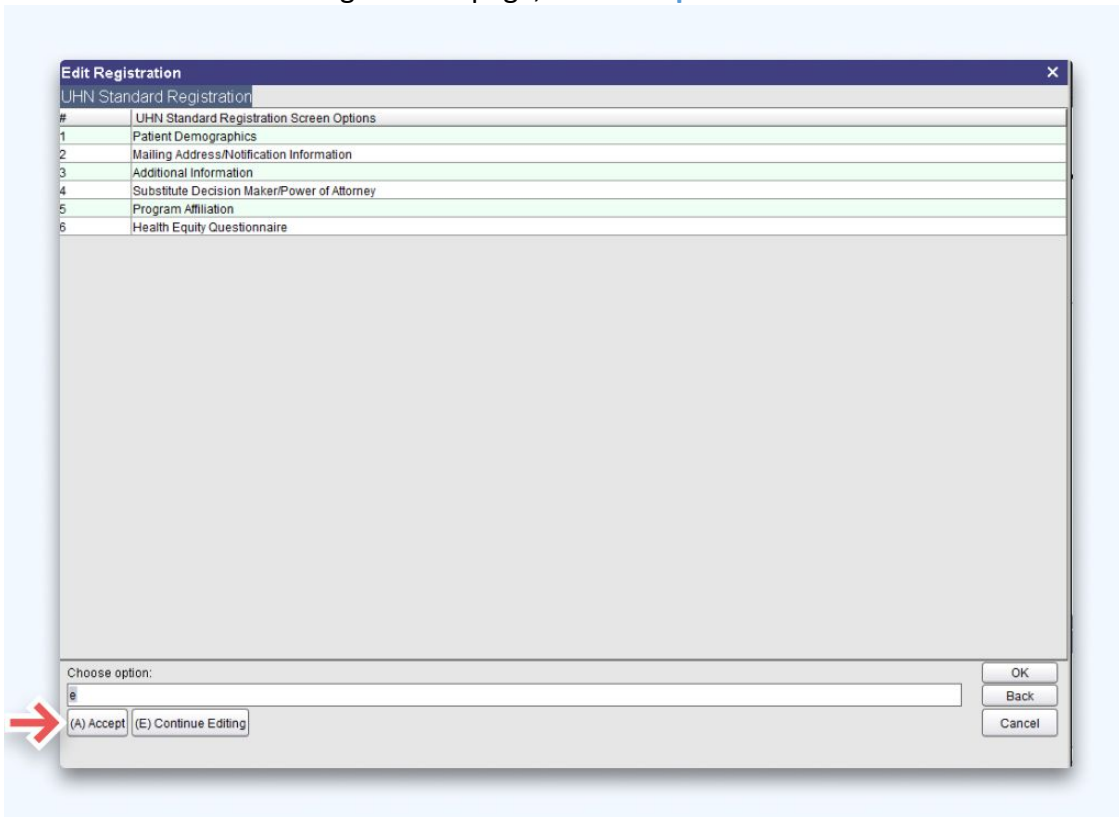 Edit Registration ×
UHN Standard Registration
# UHN Standard Registration Screen Options
1 Patient Demographics
2 Mailing Address/Notification Information
3 Additional Information
4 Substitute Decision Maker/Power of Attorney
5 Program Affiliation
6 Health Equity Questionnaire
Choose option:
OK
e
Back
(A) Accept (E) Continue Editing
Cancel